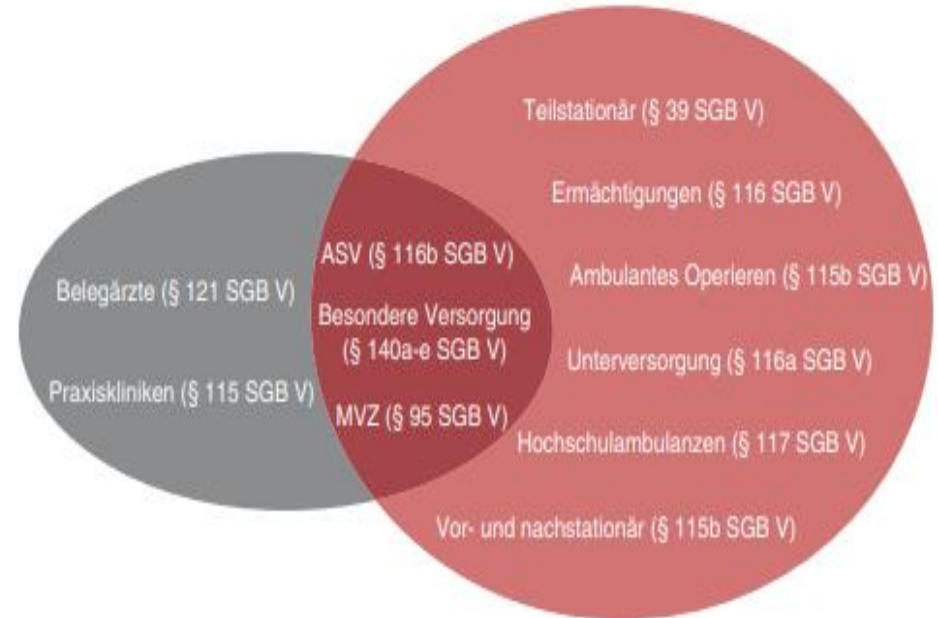 Teilstationär (§ 39 SGB V)
Ermächtigungen (§ 116 SGB V)
ASV (§ 116b SGB V)
Ambulantes Operieren (§ 115b SGB V)
Belegärzte (§ 121 SGB V)
Besondere Versorgung
(§ 140a-e SGB V)
Unterversorgung (§ 116a SGB V)
Praxiskliniken (§ 115 SGB V)
MVZ (§ 95 SGB V)
Hochschulambulanzen (§ 117 SGB V)
Vor- und nachstationär (§ 115b SGB V)